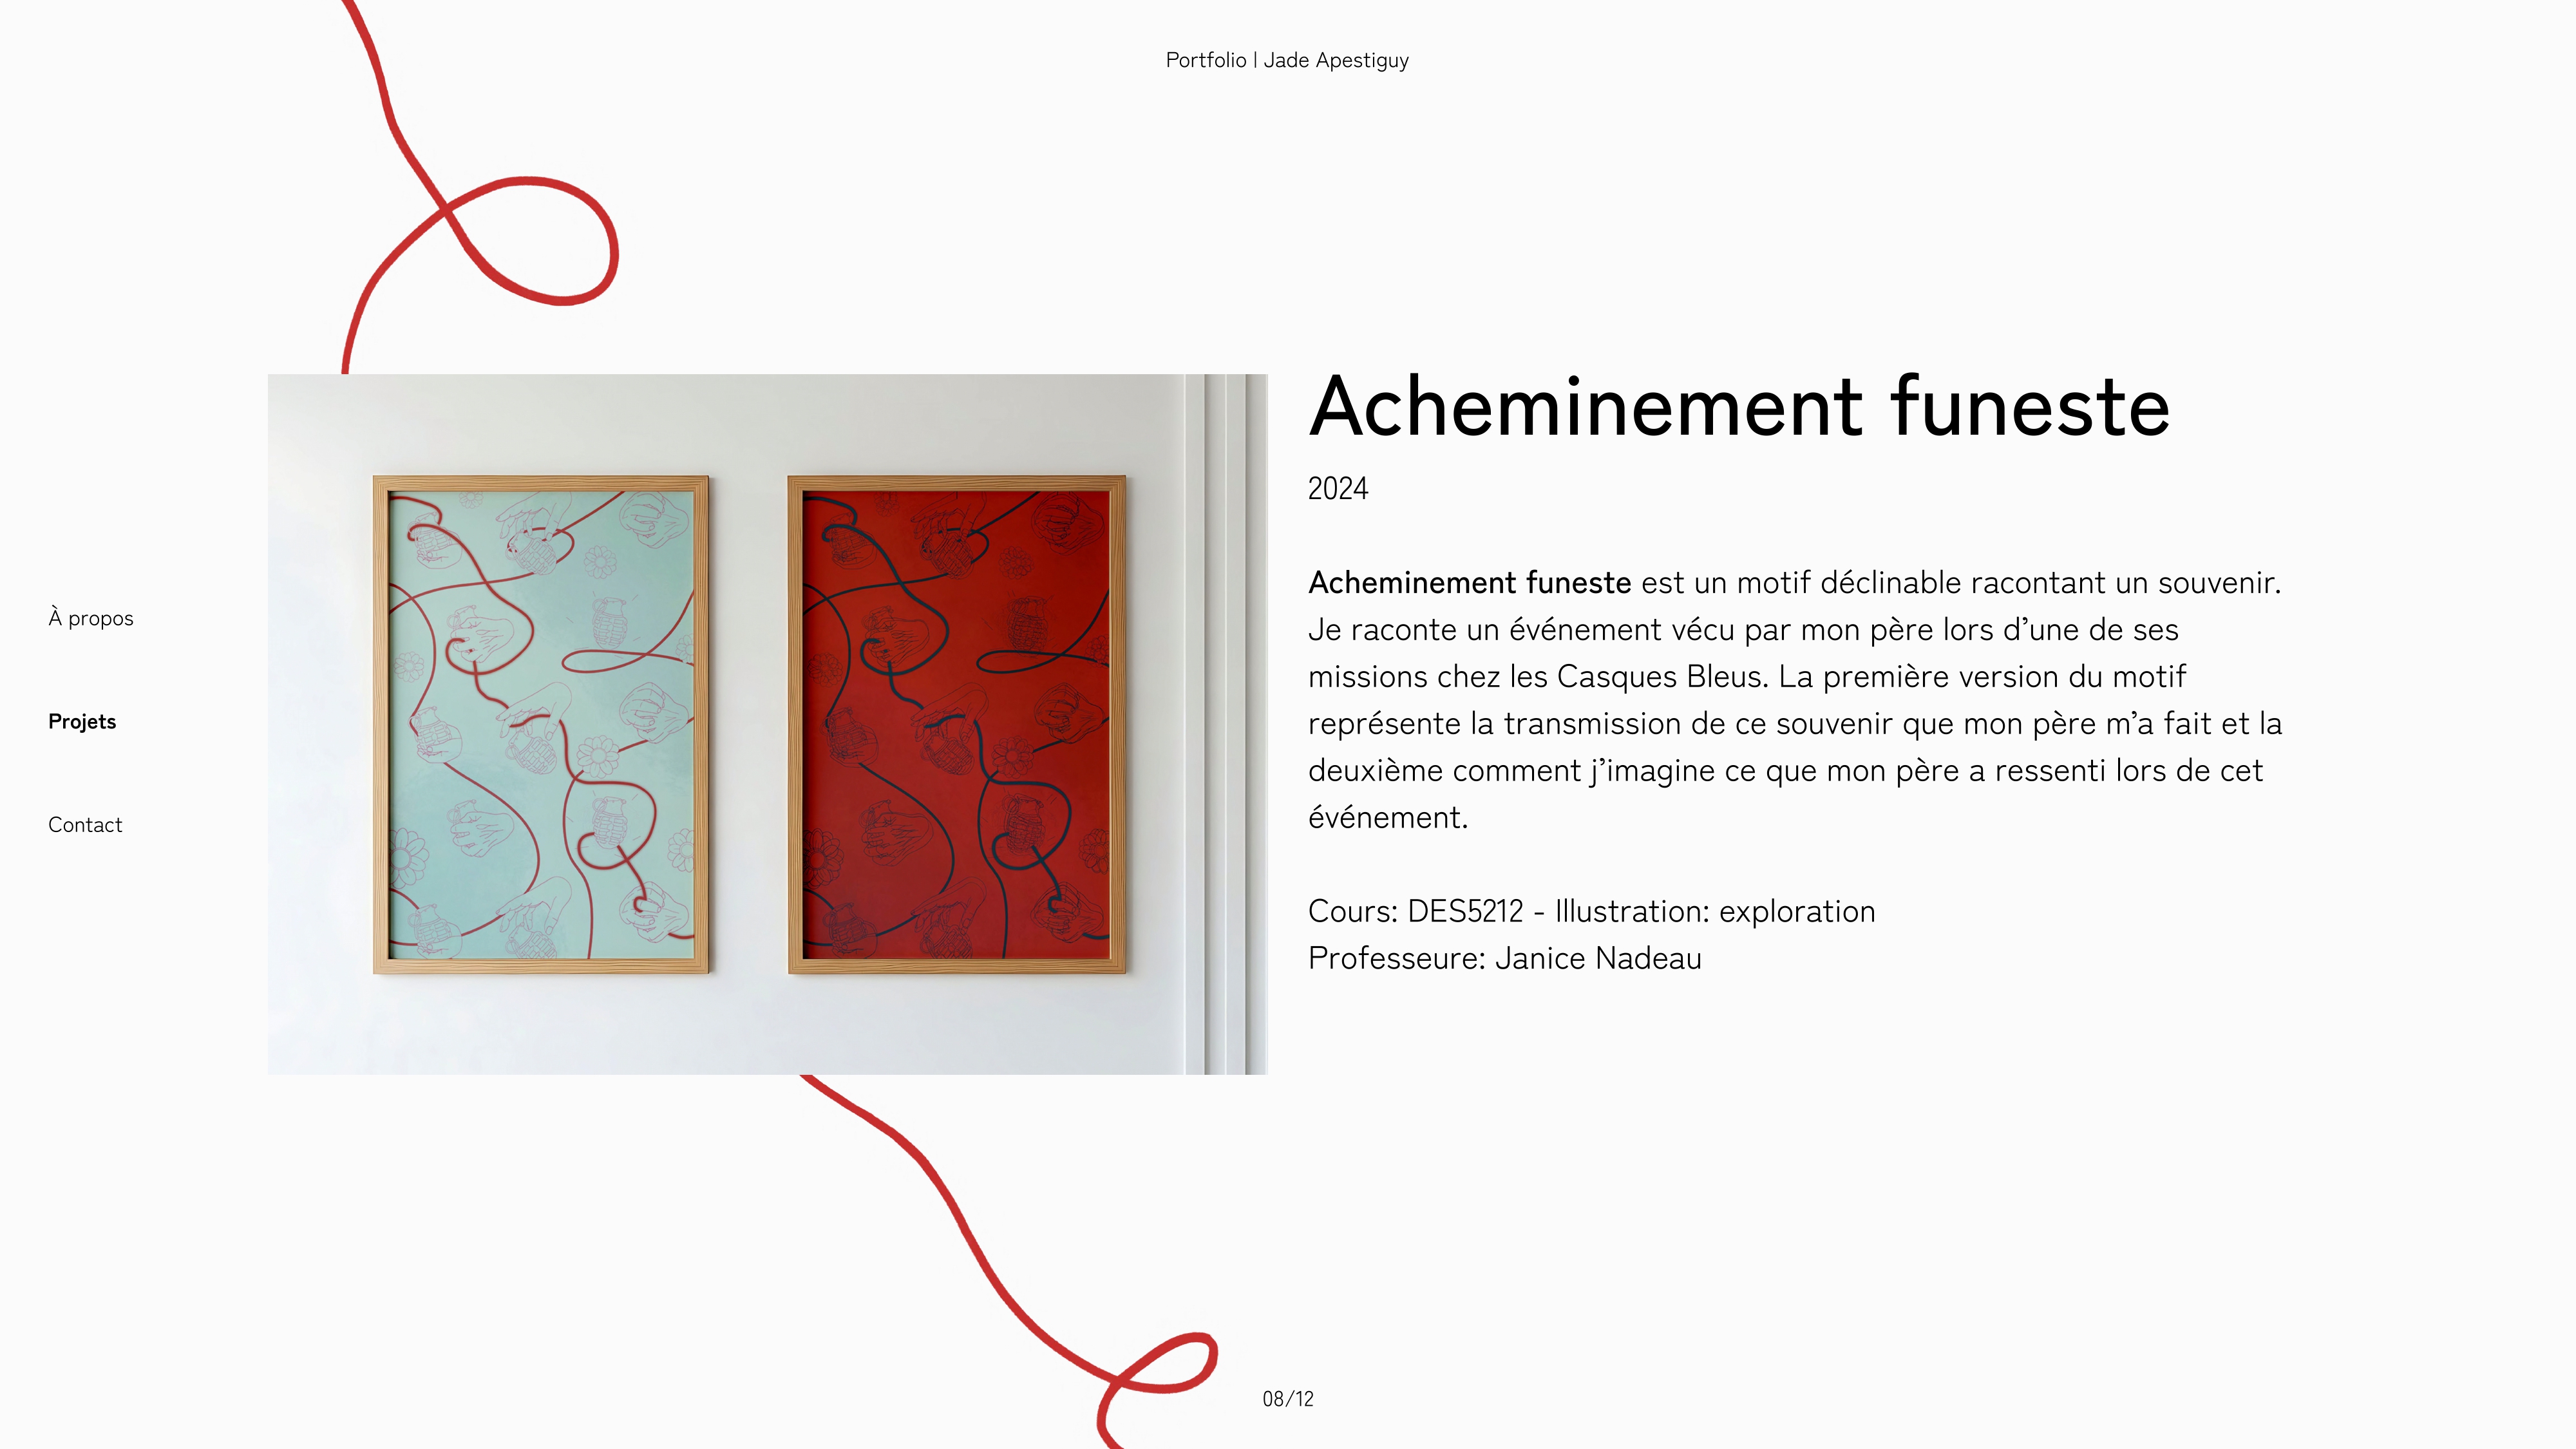 Portfolio | Jade Apestiguy
À propos
Projets
Contact
Acheminement funeste
2024
Acheminement funeste est un motif déclinable racontant un souvenir.
Je raconte un événement vécu par mon père lors d’une de ses
missions chez les Casques Bleus. La première version du motif
représente la transmission de ce souvenir que mon père m’a fait et la
deuxième comment j’imagine ce que mon père a ressenti lors de cet
événement.
Cours: DES5212 - Illustration: exploration
Professeure: Janice Nadeau
08/12